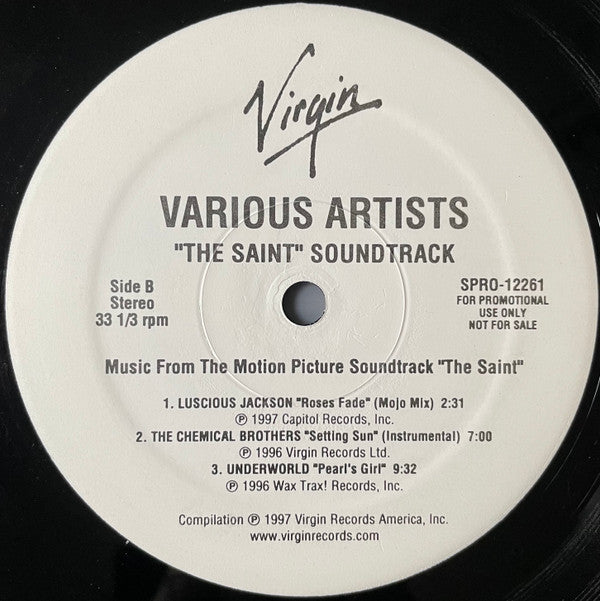 Virgin
VARIOUS ARTISTS
"THE SAINT" SOUNDTRACK
Side B
Stereo
33 1/3 rpm
SPRO-12261
FOR PROMOTIONAL
USE ONLY
NOT FOR SALE
Music From The Motion Picture Soundtrack "The Saint"
1. LUSCIOUS JACKSON "Roses Fade" (Mojo Mix) 2:31
℗ 1997 Capitol Records, Inc.
2. THE CHEMICAL BROTHERS "Setting Sun" (Instrumental) 7:00
℗ 1996 Virgin Records Ltd.
3. UNDERWORLD "Pearl's Girl" 9:32
℗ 1996 Wax Trax! Records, Inc.
Compilation ℗ 1997 Virgin Records America, Inc.
www.virginrecords.com